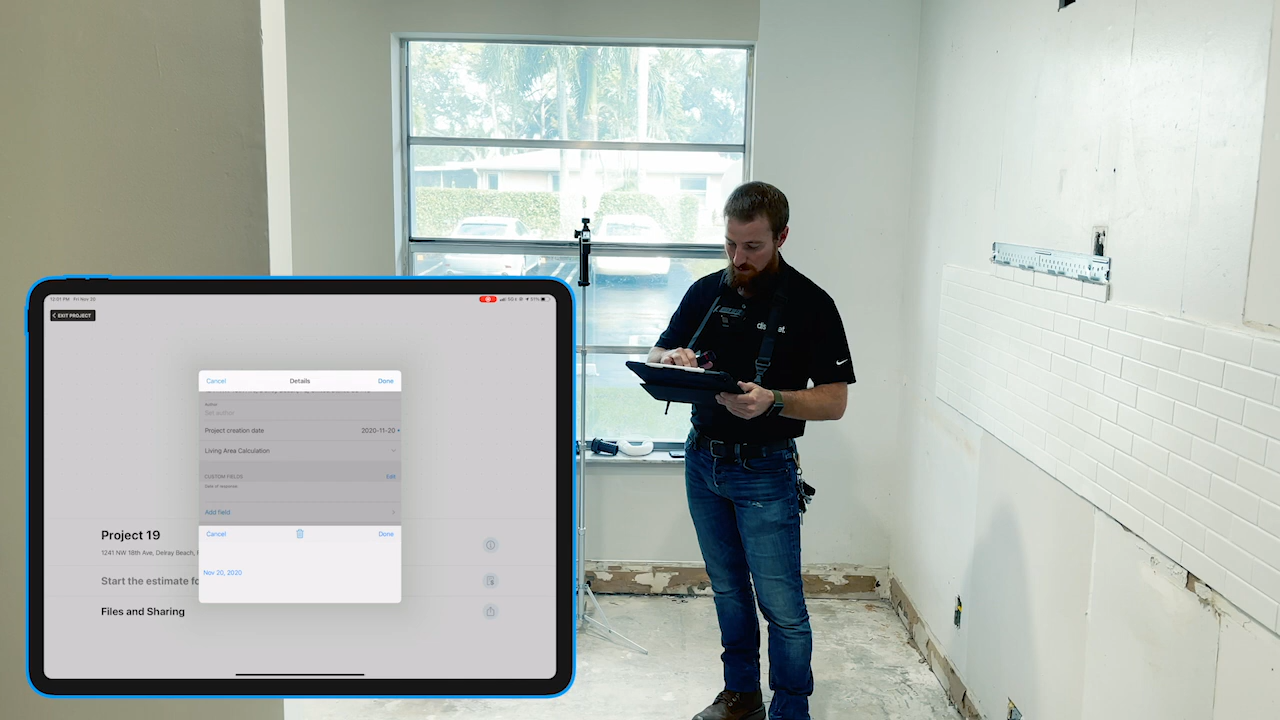 12:01 PM Fri Nov 20
EXIT PROJECT
Cancel Details Done
Author
Set author
Project creation date 2020-11-20
Living Area Calculation
CUSTOM FIELDS Edit
Date of
Add field
Cancel Done
Nov 20, 2020
Project 19
1241 NW 18th Ave, Delray Beach,
Start the estimate fo
Files and Sharing